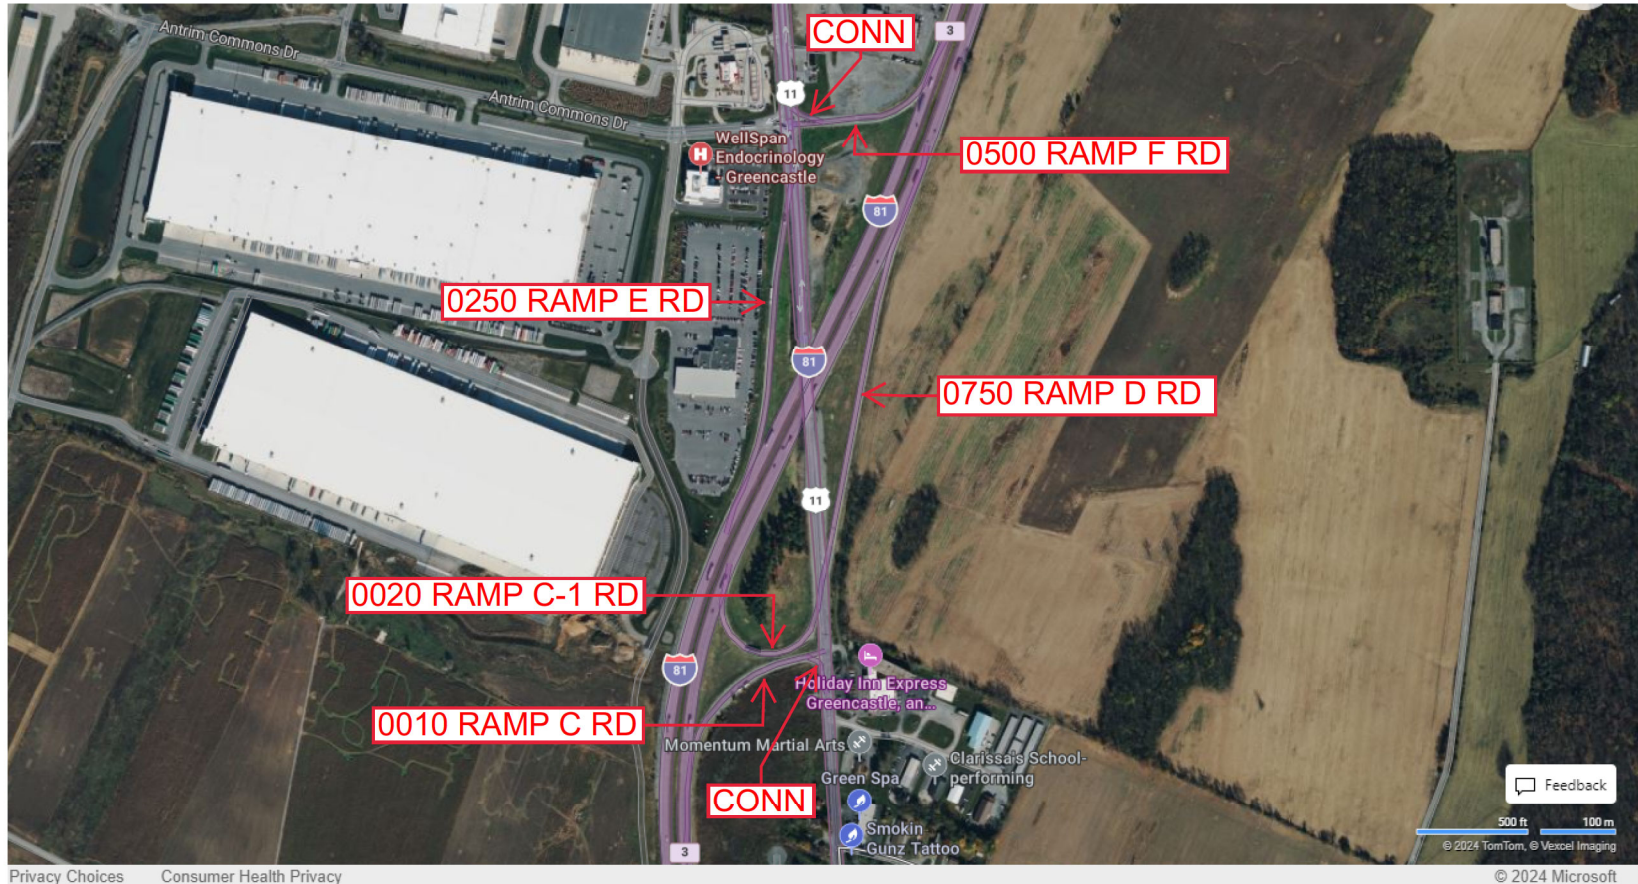 CONN
3
Antrim Commons Dr
11
Antrim Commons Dr
WellSpan
Endocrinology
- Greencastle
0500 RAMP F RD
81
0250 RAMP E RD
81
0750 RAMP D RD
11
0020 RAMP C-1 RD
81
Holiday Inn Express
Greencastle, an...
0010 RAMP C RD
Momentum Martial Arts
Clarissa's School-
performing
Green Spa
CONN
Smokin
Gunz Tattoo
3
Feedback
500 ft 100 m
© 2024 TomTom, © Vexcel Imaging
Privacy Choices Consumer Health Privacy © 2024 Microsoft